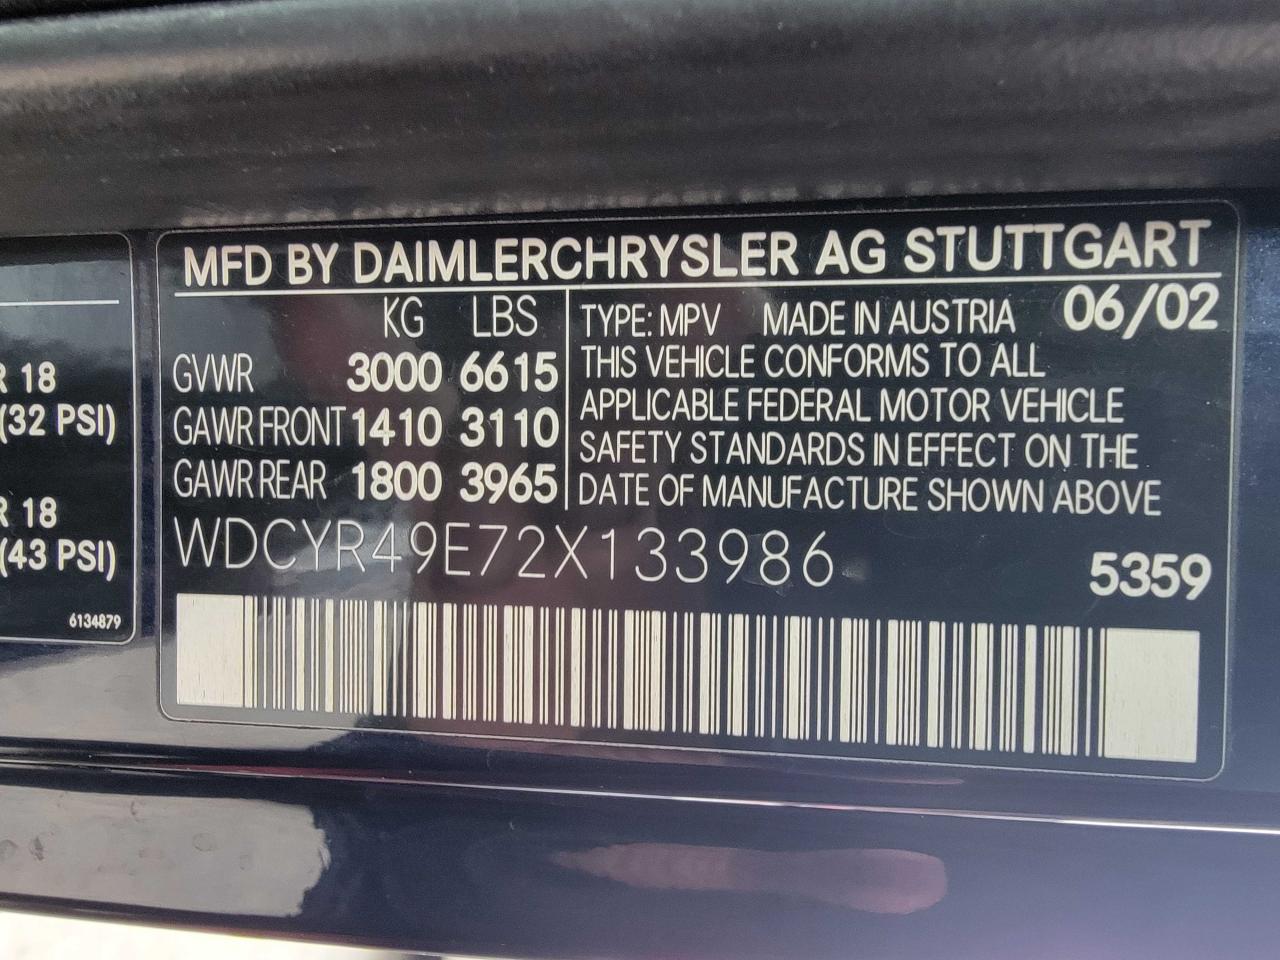 MFD BY DAIMLERCHRYSLER AG STUTTGART
KG LBS
GVWR 3000 6615
GAWR FRONT 1410 3110
GAWR REAR 1800 3965
TYPE: MPV MADE IN AUSTRIA 06/02
THIS VEHICLE CONFORMS TO ALL
APPLICABLE FEDERAL MOTOR VEHICLE
SAFETY STANDARDS IN EFFECT ON THE
DATE OF MANUFACTURE SHOWN ABOVE
WDCYR49E72X133986
5359
R 18
(32 PSI)
R 18
(43 PSI)
6134879